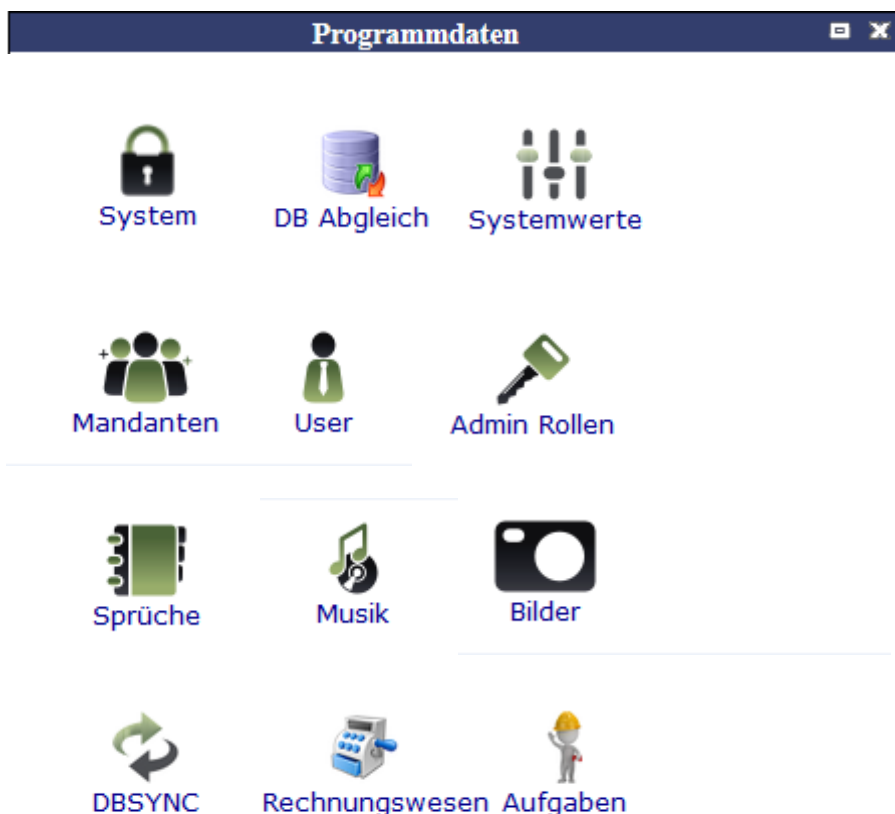 Programmdaten
System DB Abgleich Systemwerte
Mandanten User Admin Rollen
Sprüche Musik Bilder
DBSYNC Rechnungswesen Aufgaben